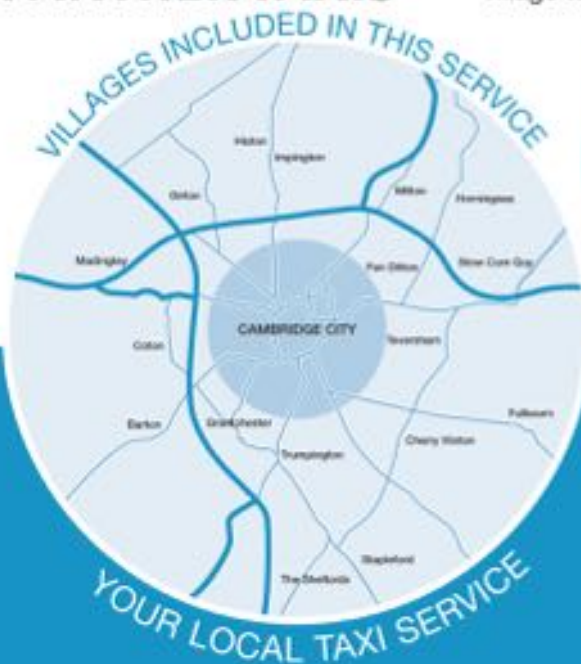 VILLAGES INCLUDED IN THIS SERVICE
Histon
Impington
Girton
Milton
Horningsea
Madingley
Fen Ditton
Stow Cum Quy
CAMBRIDGE CITY
Coton
Teversham
Barton
Grantchester
Fulbourn
Cherry Hinton
Trumpington
Stapleford
The Shelfords
YOUR LOCAL TAXI SERVICE